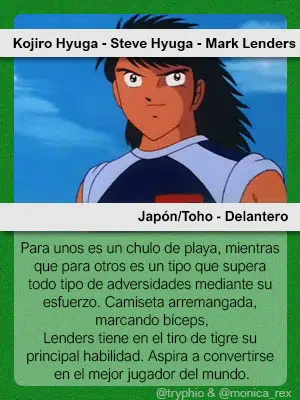 Kojiro Hyuga - Steve Hyuga - Mark Lenders
Japón/Toho - Delantero
Para unos es un chulo de playa, mientras
que para otros es un tipo que supera
todo tipo de adversidades mediante su
esfuerzo. Camiseta arremangada,
marcando bíceps,
Lenders tiene en el tiro de tigre su
principal habilidad. Aspira a convertirse
en el mejor jugador del mundo.
@tryphio & @monica_rex